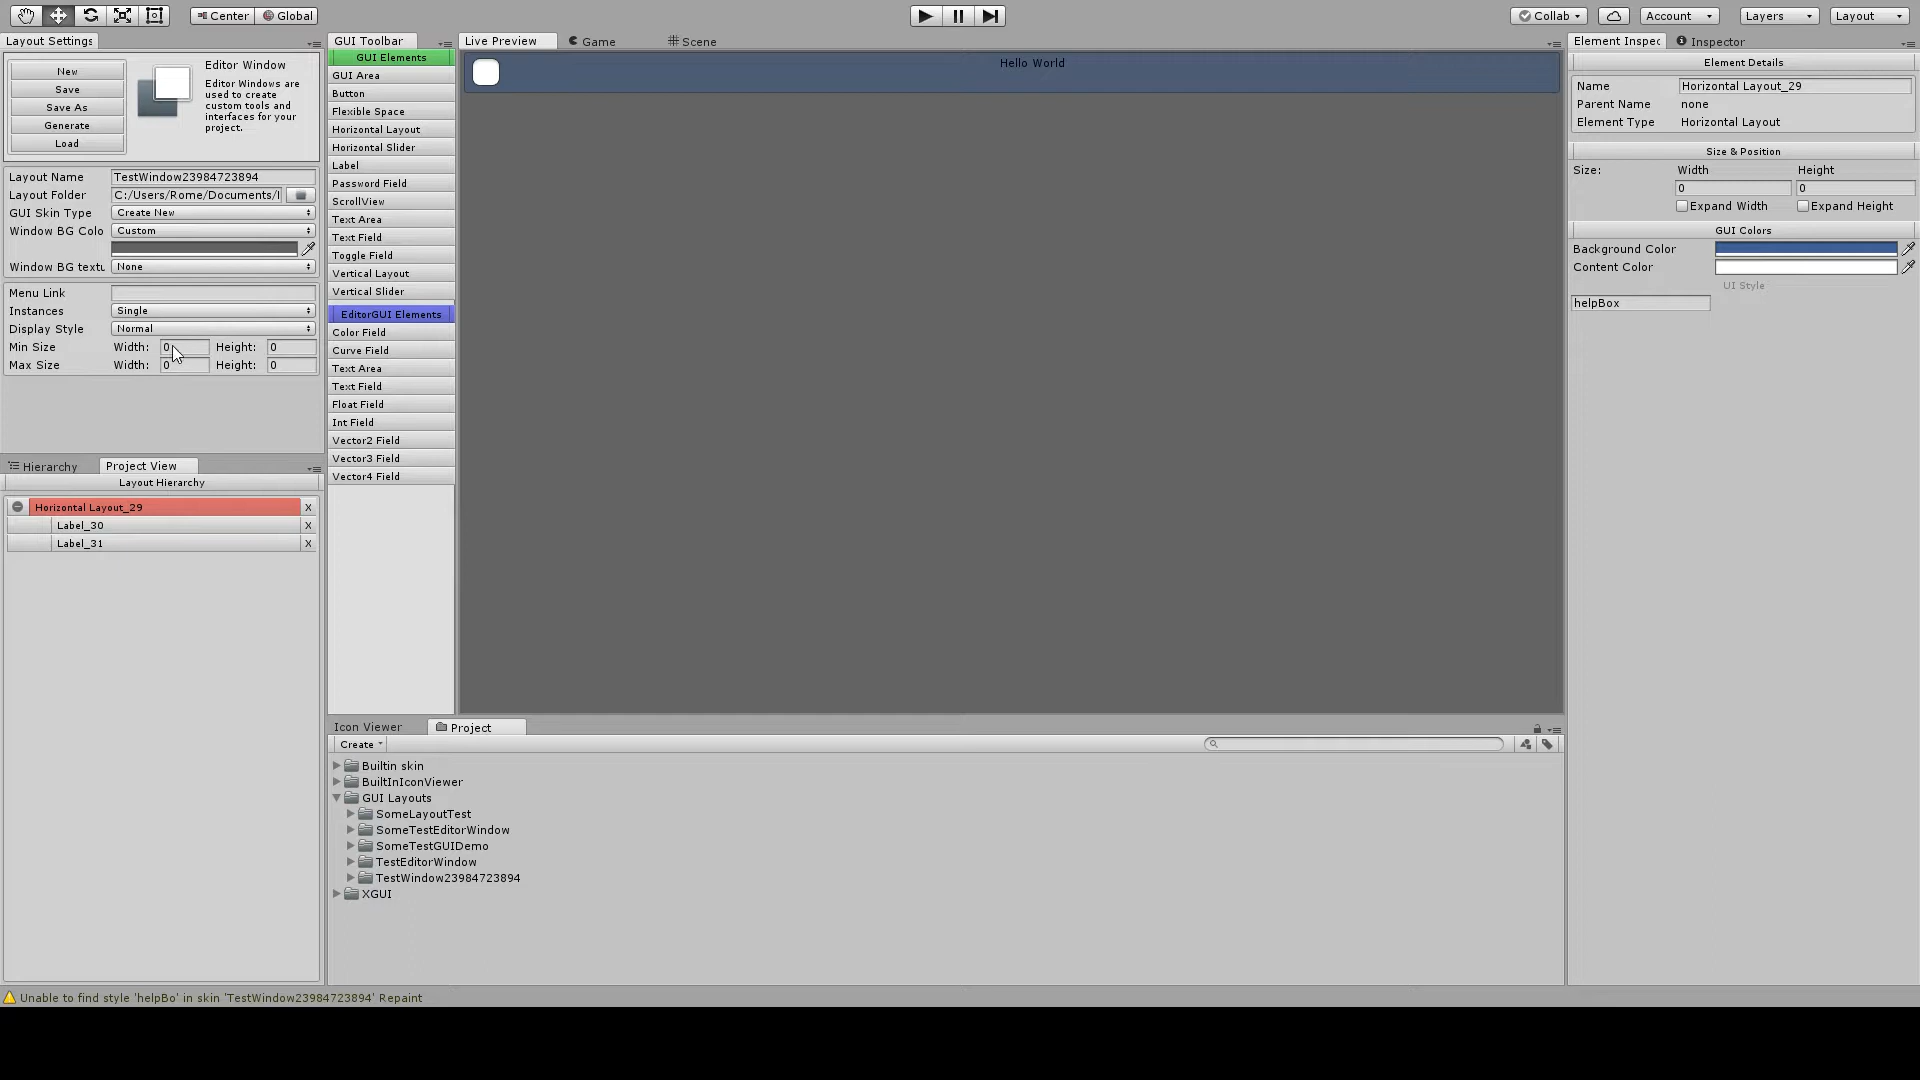 Center
Global
Collab
Account
Layers
Layout
Layout Settings
New
Save
Save As
Generate
Load
Editor Window
Editor Windows are
used to create
custom tools and
interfaces for your
project.
Layout Name TestWindow23984723894
Layout Folder C:/Users/Rome/Documents/I
GUI Skin Type Create New
Window BG Colo Custom
Window BG textu None
Menu Link
Instances Single
Display Style Normal
Min Size Width: 0 Height: 0
Max Size Width: 0 Height: 0
Hierarchy
Project View
Layout Hierarchy
Horizontal Layout_29 X
Label_30 X
Label_31 X
GUI Toolbar
GUI Elements
GUI Area
Button
Flexible Space
Horizontal Layout
Horizontal Slider
Label
Password Field
ScrollView
Text Area
Text Field
Toggle Field
Vertical Layout
Vertical Slider
EditorGUI Elements
Color Field
Curve Field
Text Area
Text Field
Float Field
Int Field
Vector2 Field
Vector3 Field
Vector4 Field
Live Preview
Game
Scene
Hello World
Icon Viewer
Project
Create
Builtin skin
BuiltInIconViewer
GUI Layouts
SomeLayoutTest
SomeTestEditorWindow
SomeTestGUIDemo
TestEditorWindow
TestWindow23984723894
XGUI
Element Inspec
Inspector
Element Details
Name Horizontal Layout_29
Parent Name none
Element Type Horizontal Layout
Size & Position
Size: Width Height
0 0
Expand Width Expand Height
GUI Colors
Background Color
Content Color
UI Style
helpBox
Unable to find style 'helpBo' in skin 'TestWindow23984723894' Repaint